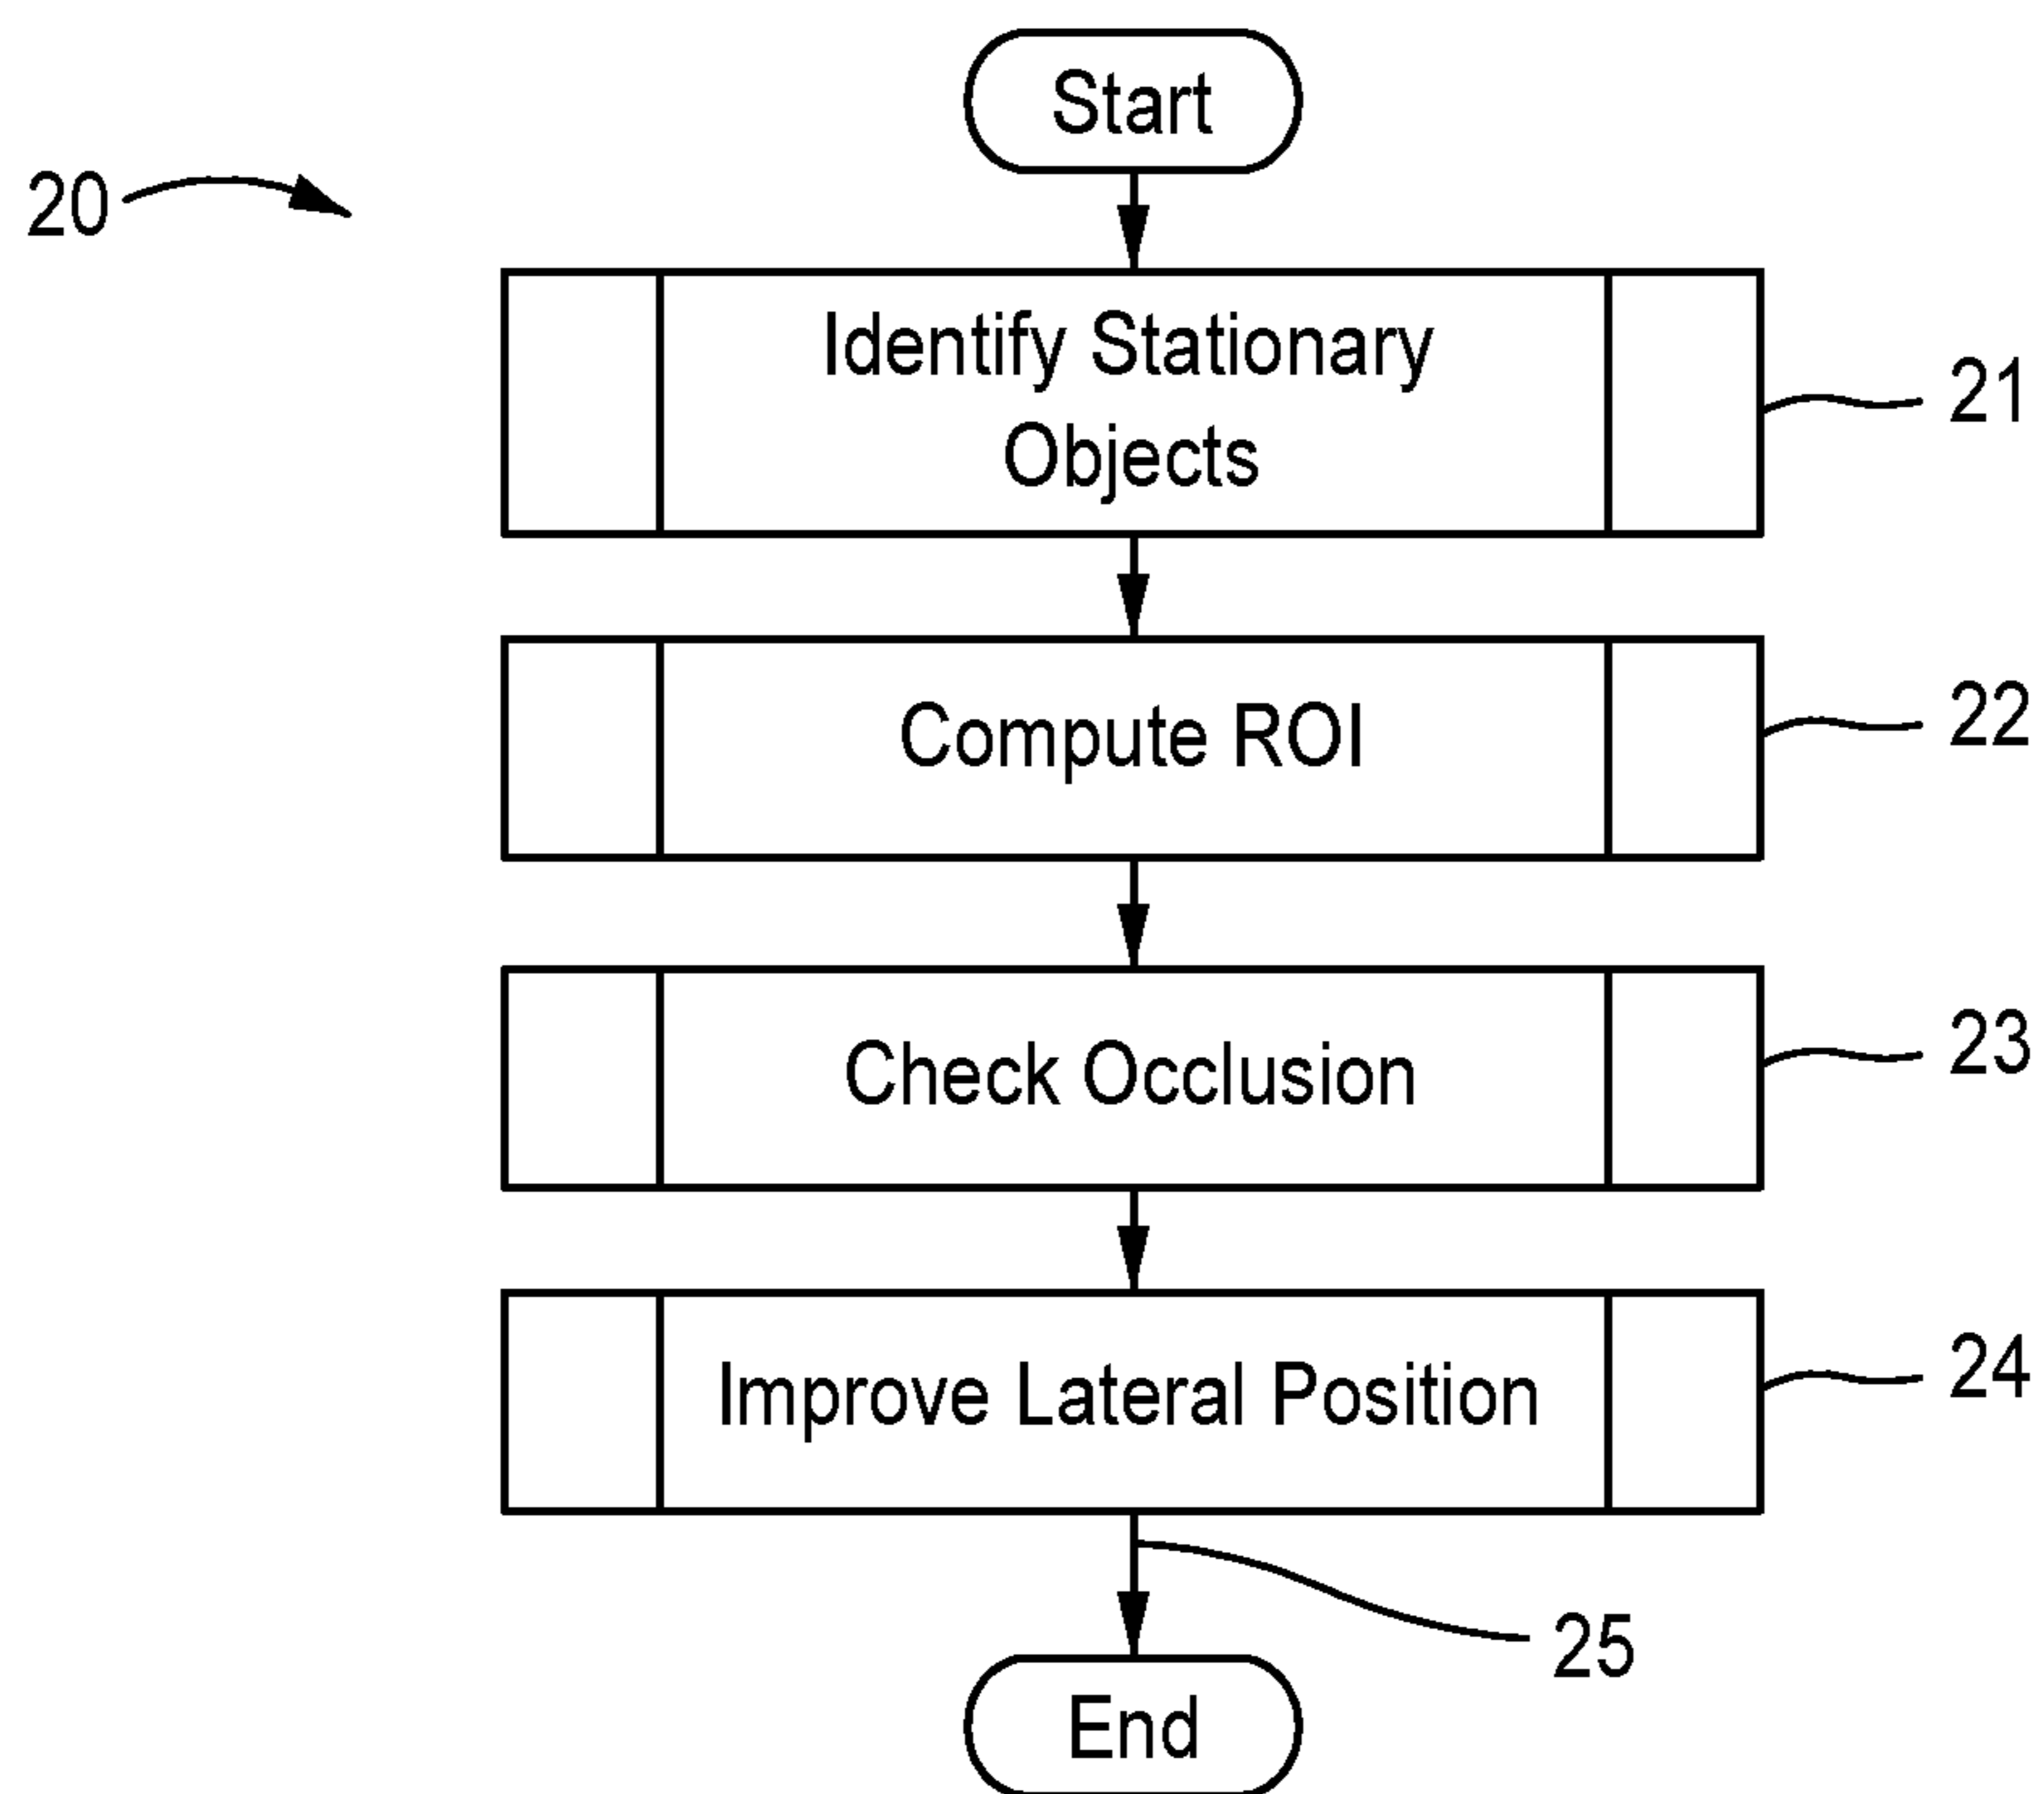 Start
20
Identify Stationary
Objects
21
Compute ROI
22
Check Occlusion
23
Improve Lateral Position
24
25
End